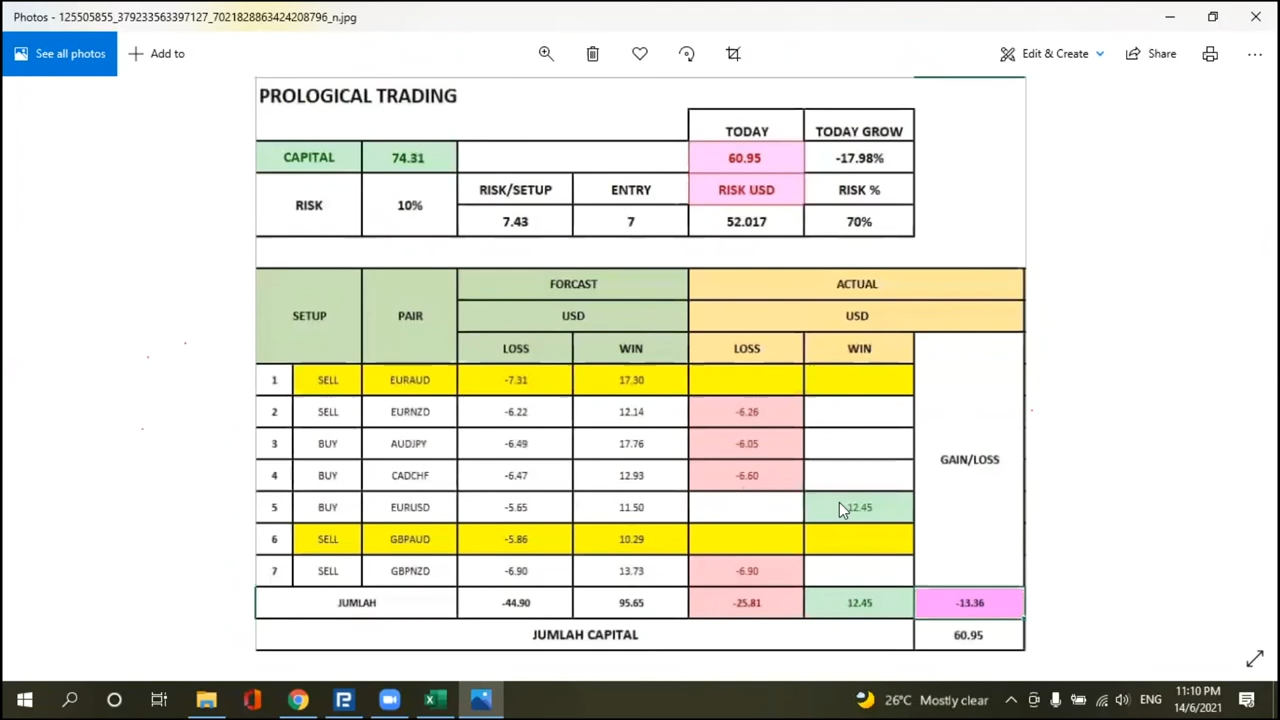 Photos - 125505855_379233563397127_7021828863424208796_n.jpg
See all photos
Add to
Edit & Create
Share
PROLOGICAL TRADING
TODAY TODAY GROW
CAPITAL 74.31 60.95 -17.98%
RISK 10% RISK/SETUP ENTRY RISK USD RISK %
7.43 7 52.017 70%
SETUP PAIR FORCAST ACTUAL
USD USD
LOSS WIN LOSS WIN GAIN/LOSS
1 SELL EURAUD -7.31 17.30
2 SELL EURNZD -6.22 12.14 -6.26
3 BUY AUDJPY -6.49 17.76 -6.05
4 BUY CADCHF -6.47 12.93 -6.60
5 BUY EURUSD -5.65 11.50 12.45
6 SELL GBPAUD -5.86 10.29
7 SELL GBPNZD -6.90 13.73 -6.90
JUMLAH -44.90 95.65 -25.81 12.45 -13.36
JUMLAH CAPITAL 60.95
26°C Mostly clear ENG 11:10 PM
14/6/2021